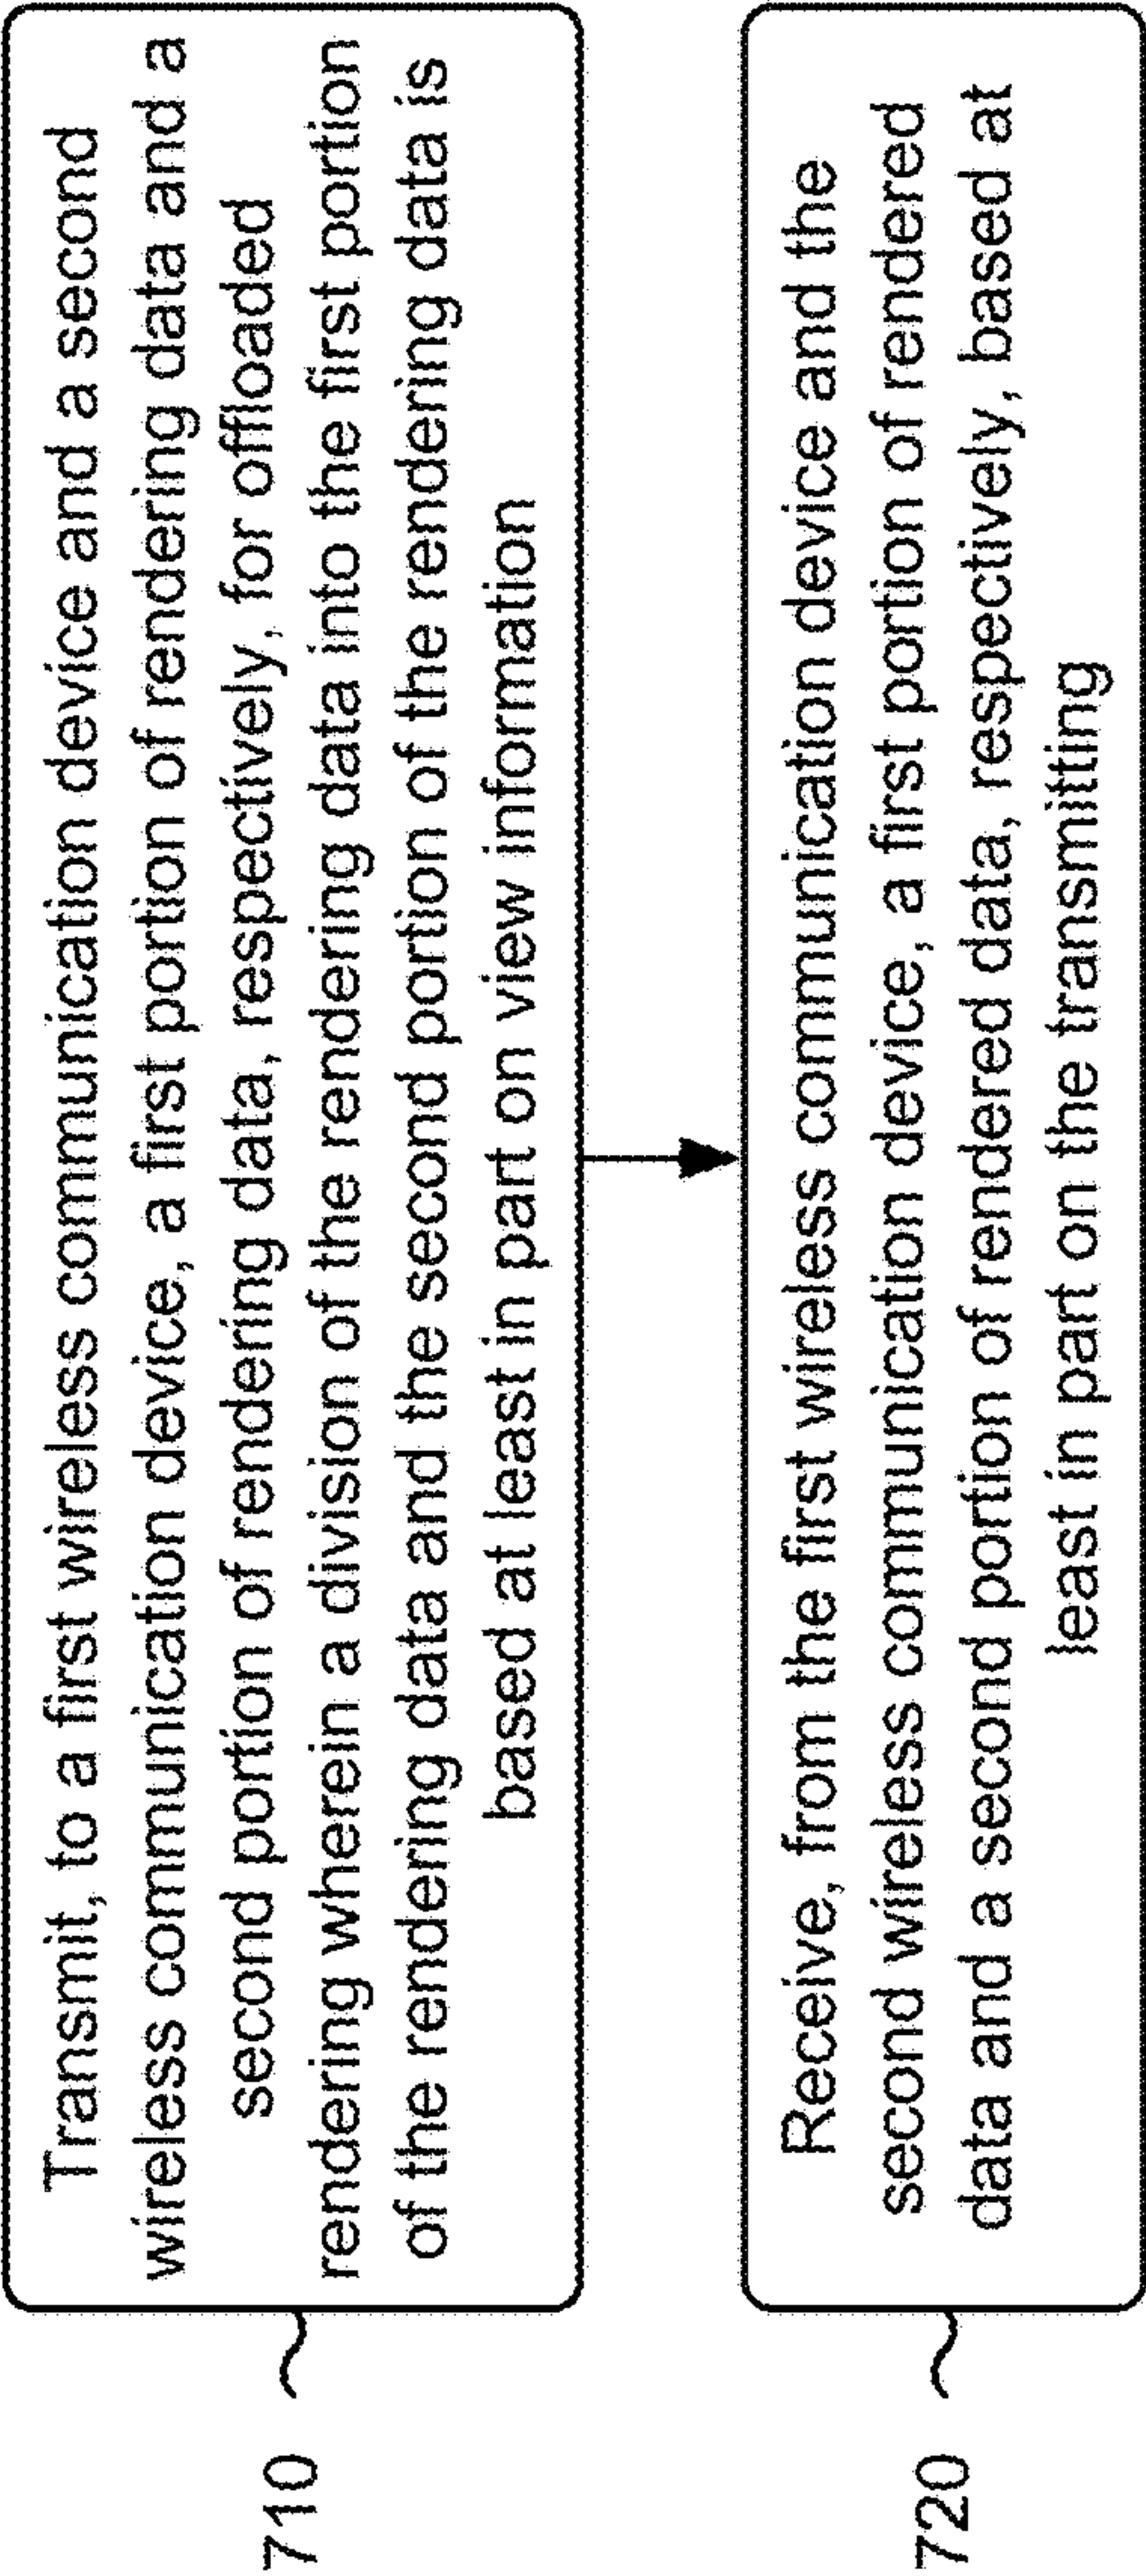 710
Transmit, to a first wireless communication device and a second
wireless communication device, a first portion of rendering data and a
second portion of rendering data, respectively, for offloaded
rendering wherein a division of the rendering data into the first portion
of the rendering data and the second portion of the rendering data is
based at least in part on view information
720
Receive, from the first wireless communication device and the
second wireless communication device, a first portion of rendered
data and a second portion of rendered data, respectively, based at
least in part on the transmitting